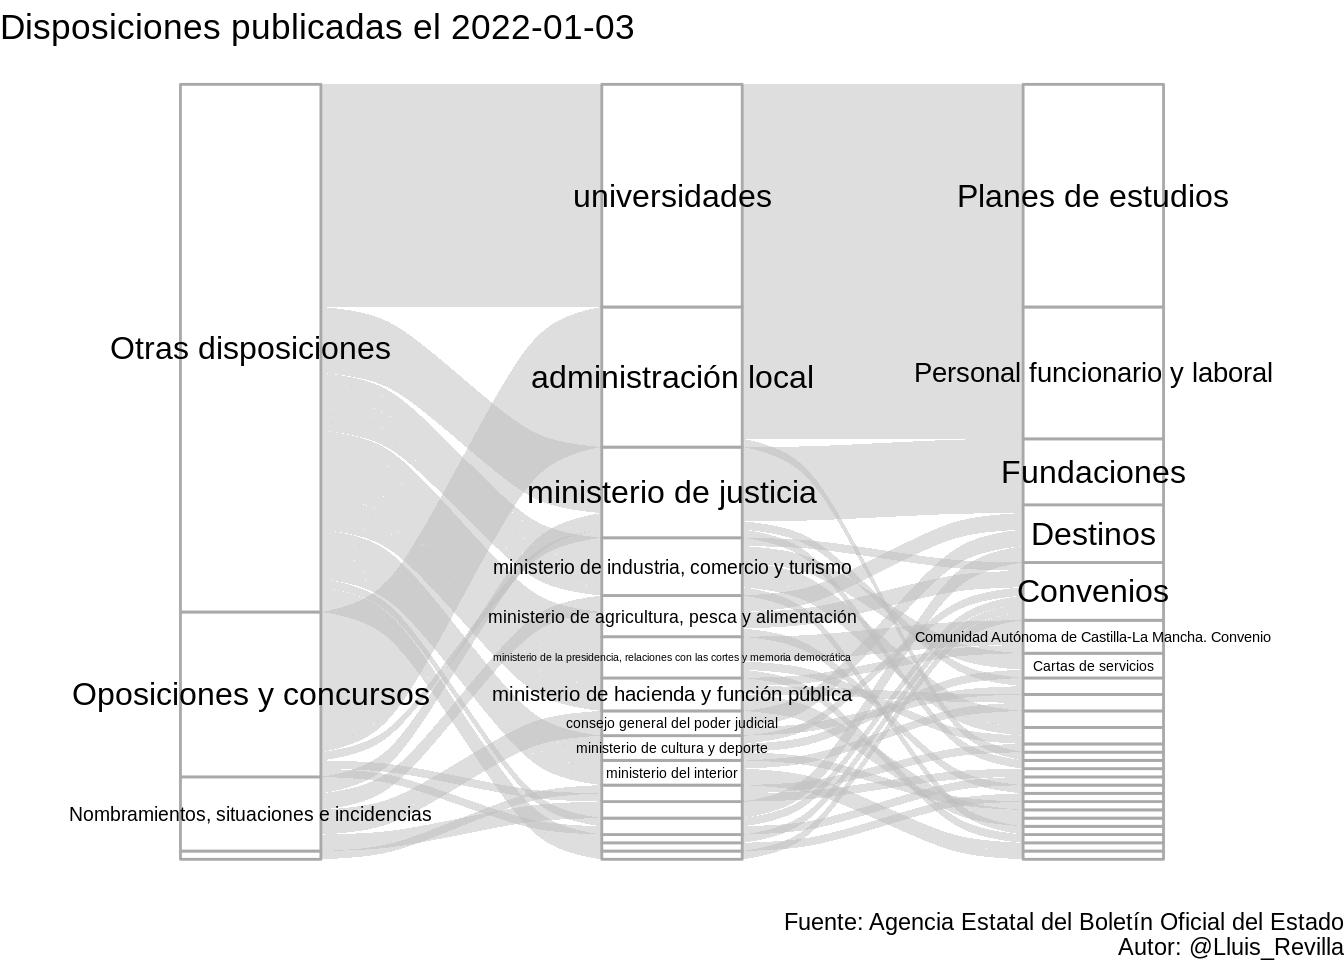 Disposiciones publicadas el 2022-01-03
universidades
Planes de estudios
Otras disposiciones
administración local
Personal funcionario y laboral
Fundaciones
ministerio de justicia
Destinos
ministerio de industria, comercio y turismo
Convenios
ministerio de agricultura, pesca y alimentación
Comunidad Autónoma de Castilla-La Mancha. Convenio
ministerio de la presidencia, relaciones con las cortes y memoria democrática
Cartas de servicios
Oposiciones y concursos
ministerio de hacienda y función pública
consejo general del poder judicial
ministerio de cultura y deporte
ministerio del interior
Nombramientos, situaciones e incidencias
Fuente: Agencia Estatal del Boletín Oficial del Estado
Autor: @Lluis_Revilla